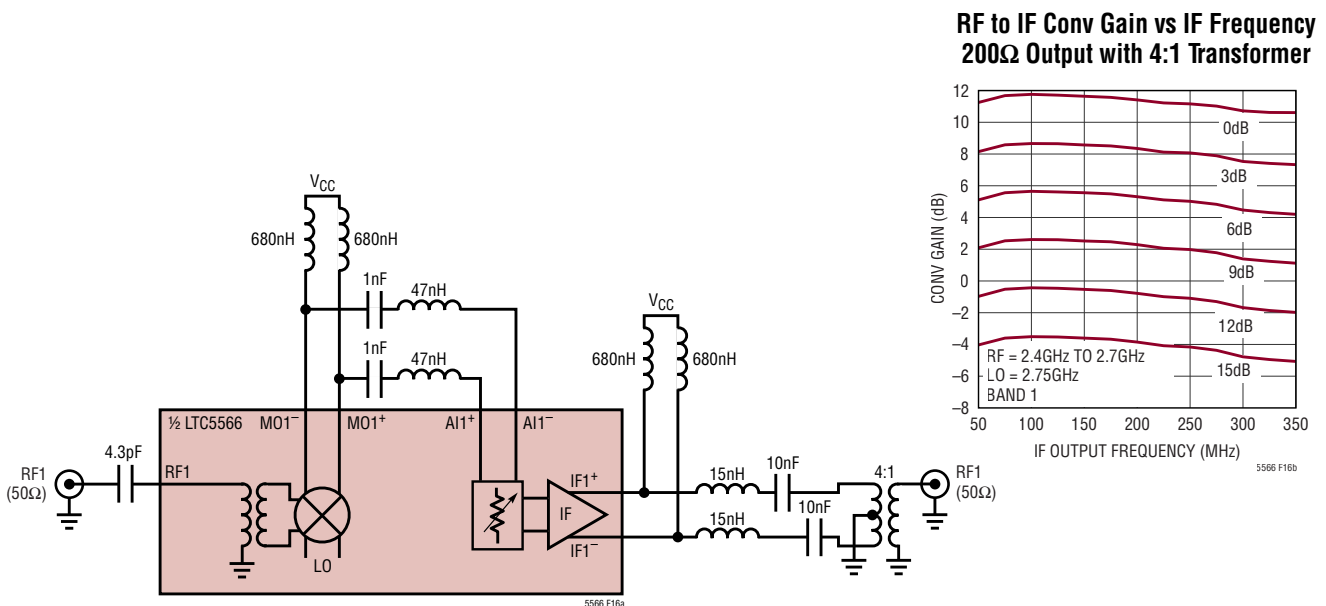 RF to IF Conv Gain vs IF Frequency
200Ω Output with 4:1 Transformer
12
10
8
6
4
2
0
–2
–4
–6
–8
CONV GAIN (dB)
0dB
3dB
6dB
9dB
12dB
15dB
RF = 2.4GHz TO 2.7GHz
LO = 2.75GHz
BAND 1
50 100 150 200 250 300 350
IF OUTPUT FREQUENCY (MHz)
5566 F16b
VCC
680nH 680nH
1nF 47nH
1nF 47nH
VCC
680nH 680nH
½ LTC5566 MO1– MO1+ AI1+ AI1–
4.3pF
RF1
(50Ω)
RF1
LO
IF
IF1+
IF1–
15nH 10nF
15nH 10nF
4:1
RF1
(50Ω)
5566 F16a